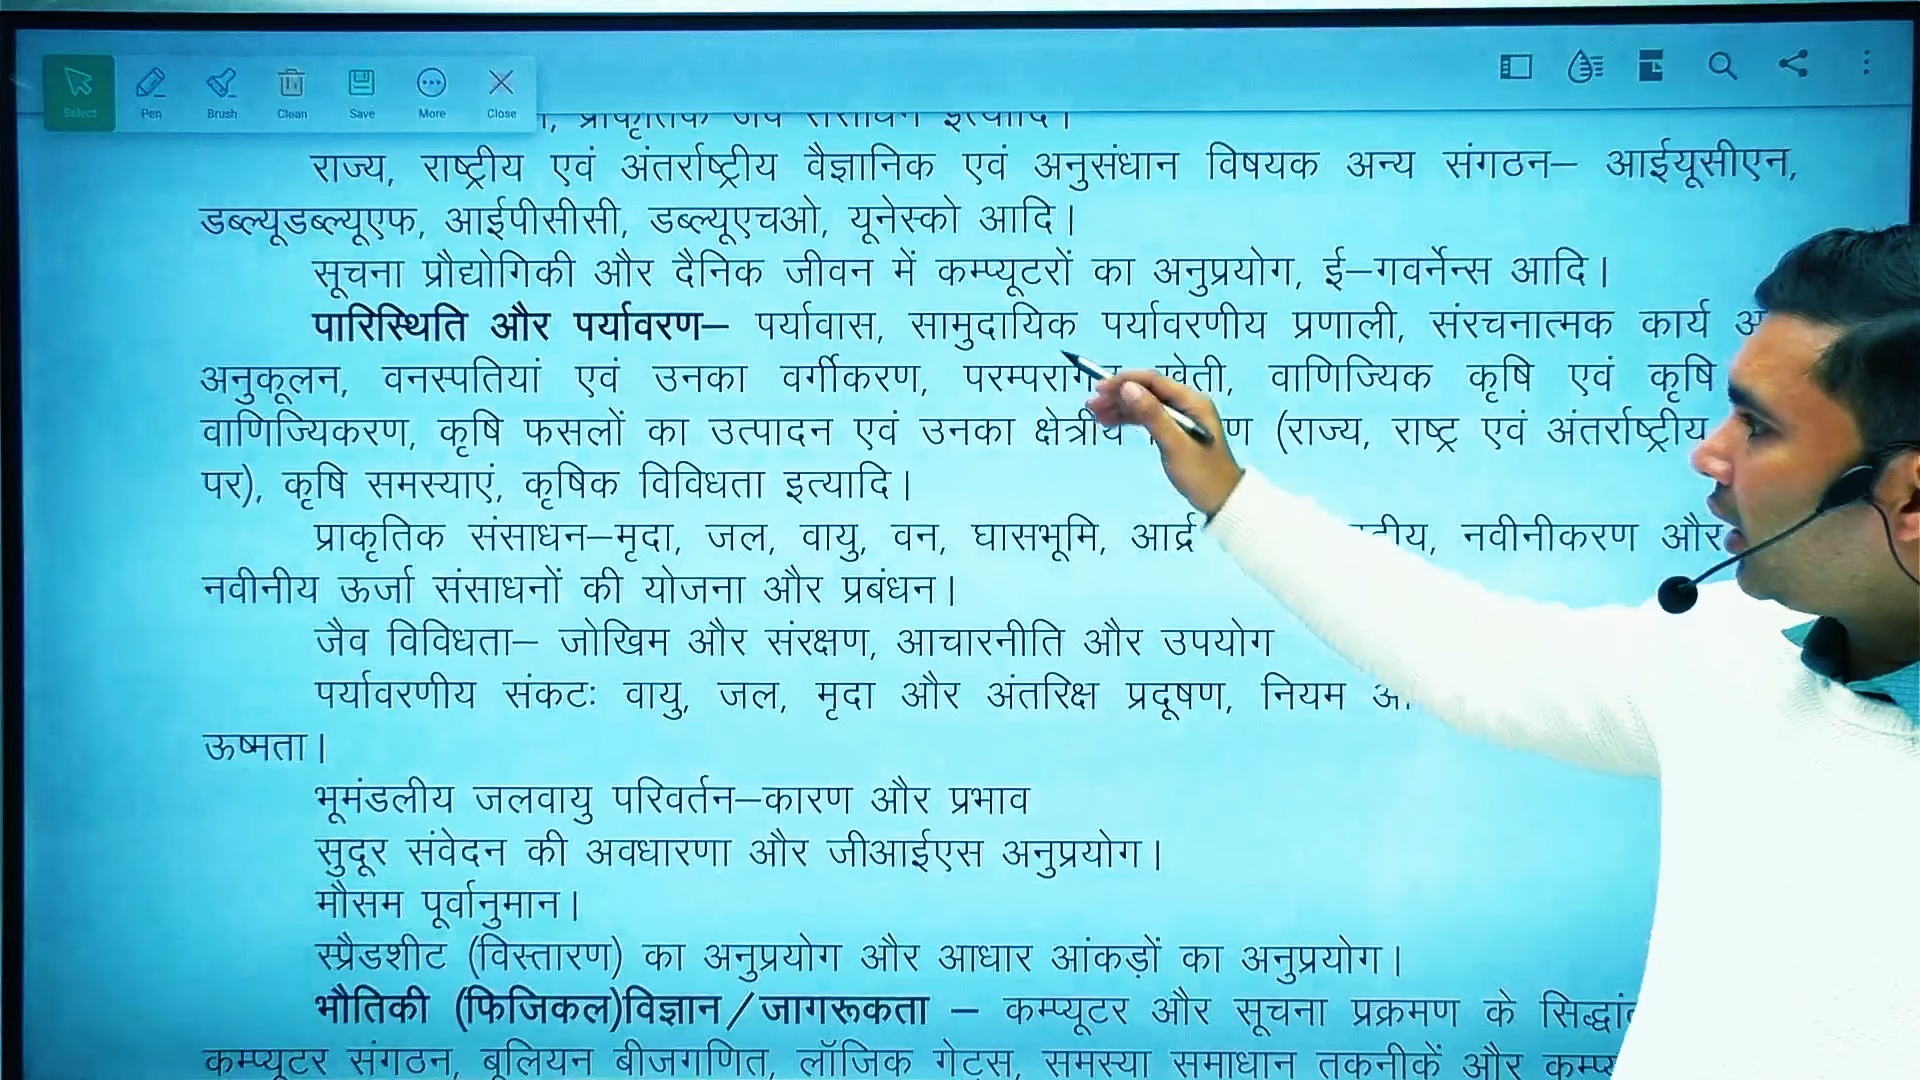 Select Pen Brush Clean Save More Close
प्राकृतिक जैव संसाधन इत्यादि।
राज्य, राष्ट्रीय एवं अंतर्राष्ट्रीय वैज्ञानिक एवं अनुसंधान विषयक अन्य संगठन– आईयूसीएन,
डब्ल्यूडब्ल्यूएफ, आईपीसीसी, डब्ल्यूएचओ, यूनेस्को आदि।
सूचना प्रौद्योगिकी और दैनिक जीवन में कम्प्यूटरों का अनुप्रयोग, ई–गवर्नेन्स आदि।
पारिस्थिति और पर्यावरण– पर्यावास, सामुदायिक पर्यावरणीय प्रणाली, संरचनात्मक कार्य
अनुकूलन, वनस्पतियां एवं उनका वर्गीकरण, परम्परागत खेती, वाणिज्यिक कृषि एवं कृषि
वाणिज्यिकरण, कृषि फसलों का उत्पादन एवं उनका क्षेत्रीय (राज्य, राष्ट्र एवं अंतर्राष्ट्रीय
पर), कृषि समस्याएं, कृषिक विविधता इत्यादि।
प्राकृतिक संसाधन–मृदा, जल, वायु, वन, घासभूमि, आर्द्र नवीनीकरण और
नवीनीय ऊर्जा संसाधनों की योजना और प्रबंधन।
जैव विविधता– जोखिम और संरक्षण, आचारनीति और उपयोग
पर्यावरणीय संकटः वायु, जल, मृदा और अंतरिक्ष प्रदूषण, नियम
ऊष्मता।
भूमंडलीय जलवायु परिवर्तन–कारण और प्रभाव
सुदूर संवेदन की अवधारणा और जीआईएस अनुप्रयोग।
मौसम पूर्वानुमान।
स्प्रैडशीट (विस्तारण) का अनुप्रयोग और आधार आंकड़ों का अनुप्रयोग।
भौतिकी (फिजिकल)विज्ञान/जागरूकता – कम्प्यूटर और सूचना प्रक्रमण के
कम्प्यूटर संगठन, बूलियन बीजगणित, लॉजिक गेट्स, समस्या समाधान तकनीकें और